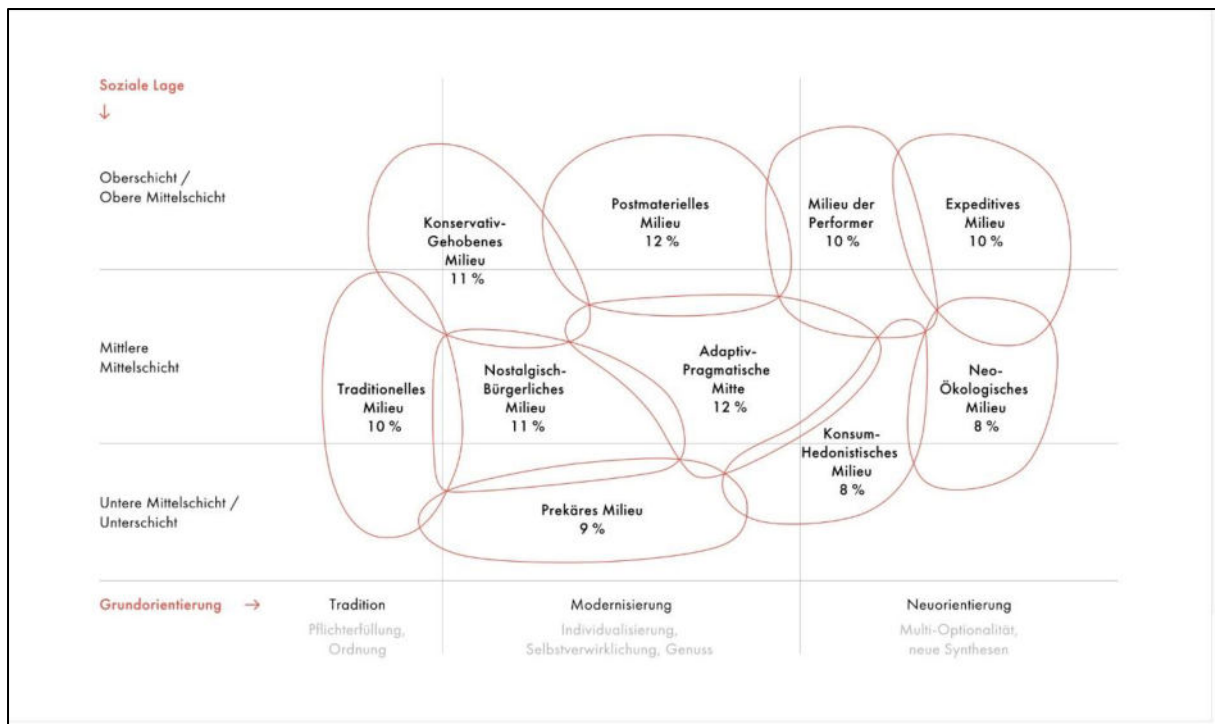 Soziale Lage
↓
Oberschicht /
Obere Mittelschicht
Konservativ-
Gehobenes
Milieu
11 %
Postmaterielles
Milieu
12 %
Milieu der
Performer
10 %
Expeditives
Milieu
10 %
Mittlere
Mittelschicht
Traditionelles
Milieu
10 %
Nostalgisch-
Bürgerliches
Milieu
11 %
Adaptiv-
Pragmatische
Mitte
12 %
Konsum-
Hedonistisches
Milieu
8 %
Neo-
Ökologisches
Milieu
8 %
Untere Mittelschicht /
Unterschicht
Prekäres Milieu
9 %
Grundorientierung →
Tradition
Pflichterfüllung,
Ordnung
Modernisierung
Individualisierung,
Selbstverwirklichung, Genuss
Neuorientierung
Multi-Optionalität,
neue Synthesen